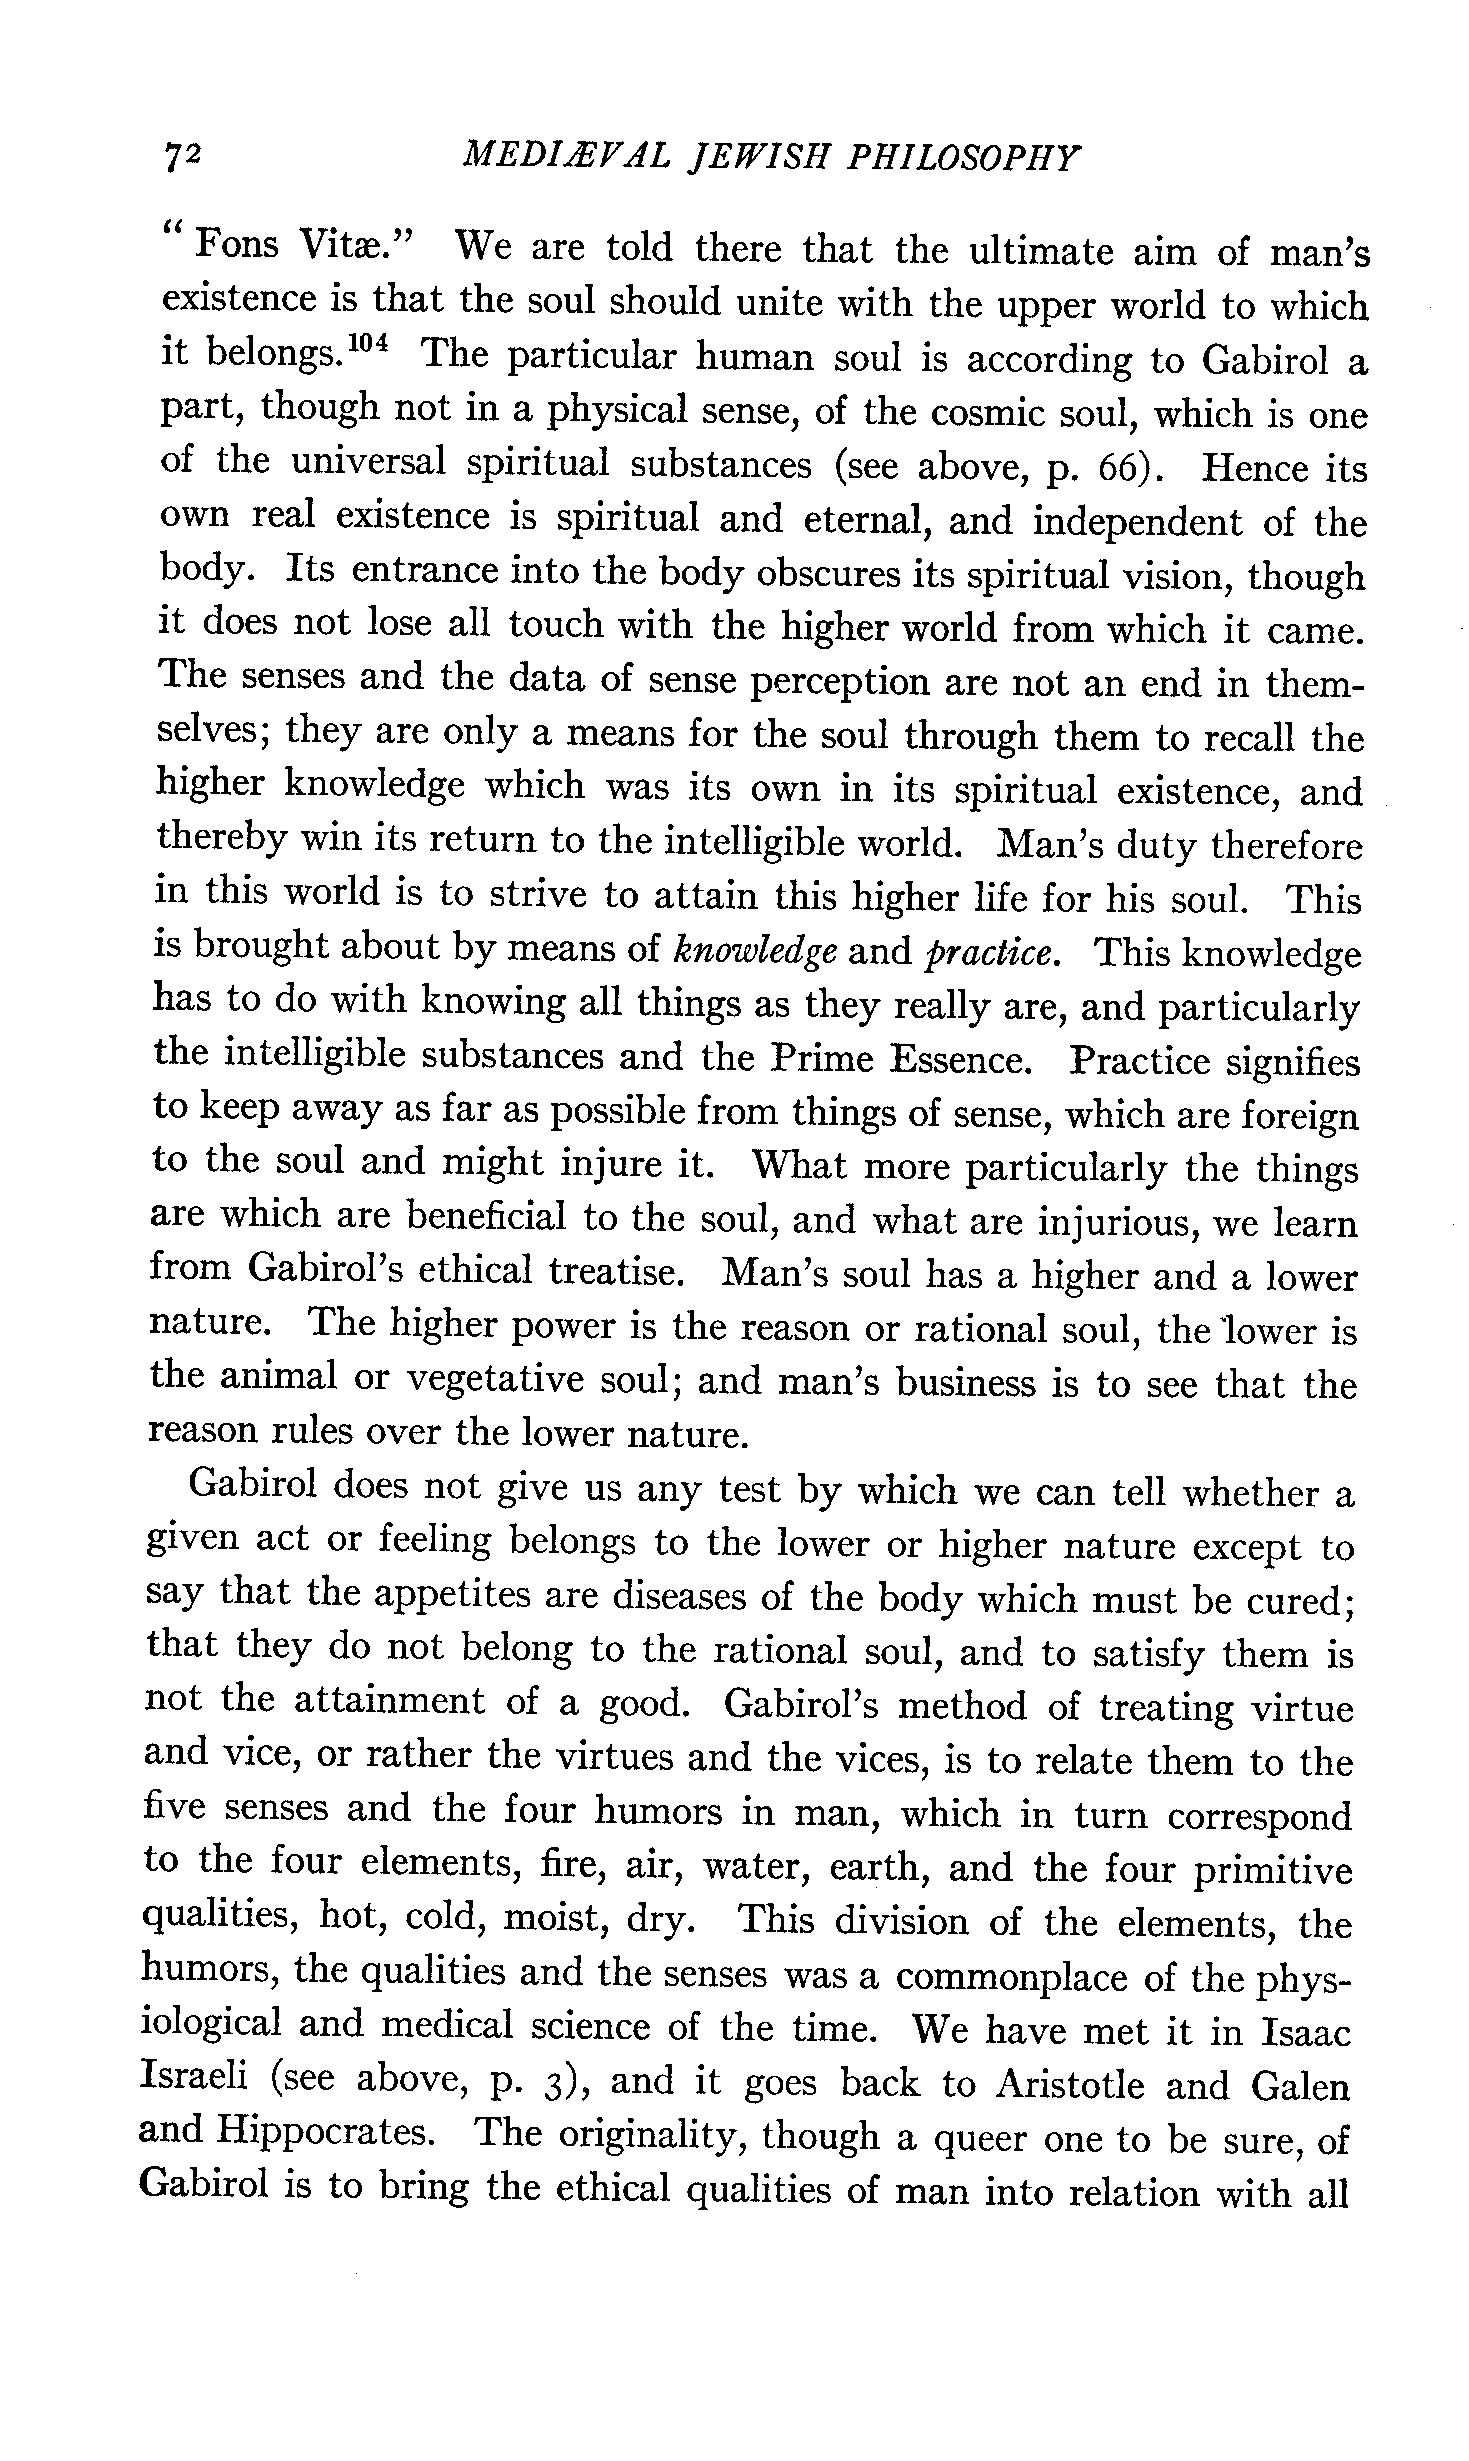 72 MEDIÆVAL JEWISH PHILOSOPHY
“Fons Vitæ.” We are told there that the ultimate aim of man’s
existence is that the soul should unite with the upper world to which
it belongs.¹⁰⁴ The particular human soul is according to Gabirol a
part, though not in a physical sense, of the cosmic soul, which is one
of the universal spiritual substances (see above, p. 66). Hence its
own real existence is spiritual and eternal, and independent of the
body. Its entrance into the body obscures its spiritual vision, though
it does not lose all touch with the higher world from which it came.
The senses and the data of sense perception are not an end in them-
selves; they are only a means for the soul through them to recall the
higher knowledge which was its own in its spiritual existence, and
thereby win its return to the intelligible world. Man’s duty therefore
in this world is to strive to attain this higher life for his soul. This
is brought about by means of knowledge and practice. This knowledge
has to do with knowing all things as they really are, and particularly
the intelligible substances and the Prime Essence. Practice signifies
to keep away as far as possible from things of sense, which are foreign
to the soul and might injure it. What more particularly the things
are which are beneficial to the soul, and what are injurious, we learn
from Gabirol’s ethical treatise. Man’s soul has a higher and a lower
nature. The higher power is the reason or rational soul, the lower is
the animal or vegetative soul; and man’s business is to see that the
reason rules over the lower nature.
Gabirol does not give us any test by which we can tell whether a
given act or feeling belongs to the lower or higher nature except to
say that the appetites are diseases of the body which must be cured;
that they do not belong to the rational soul, and to satisfy them is
not the attainment of a good. Gabirol’s method of treating virtue
and vice, or rather the virtues and the vices, is to relate them to the
five senses and the four humors in man, which in turn correspond
to the four elements, fire, air, water, earth, and the four primitive
qualities, hot, cold, moist, dry. This division of the elements, the
humors, the qualities and the senses was a commonplace of the phys-
iological and medical science of the time. We have met it in Isaac
Israeli (see above, p. 3), and it goes back to Aristotle and Galen
and Hippocrates. The originality, though a queer one to be sure, of
Gabirol is to bring the ethical qualities of man into relation with all